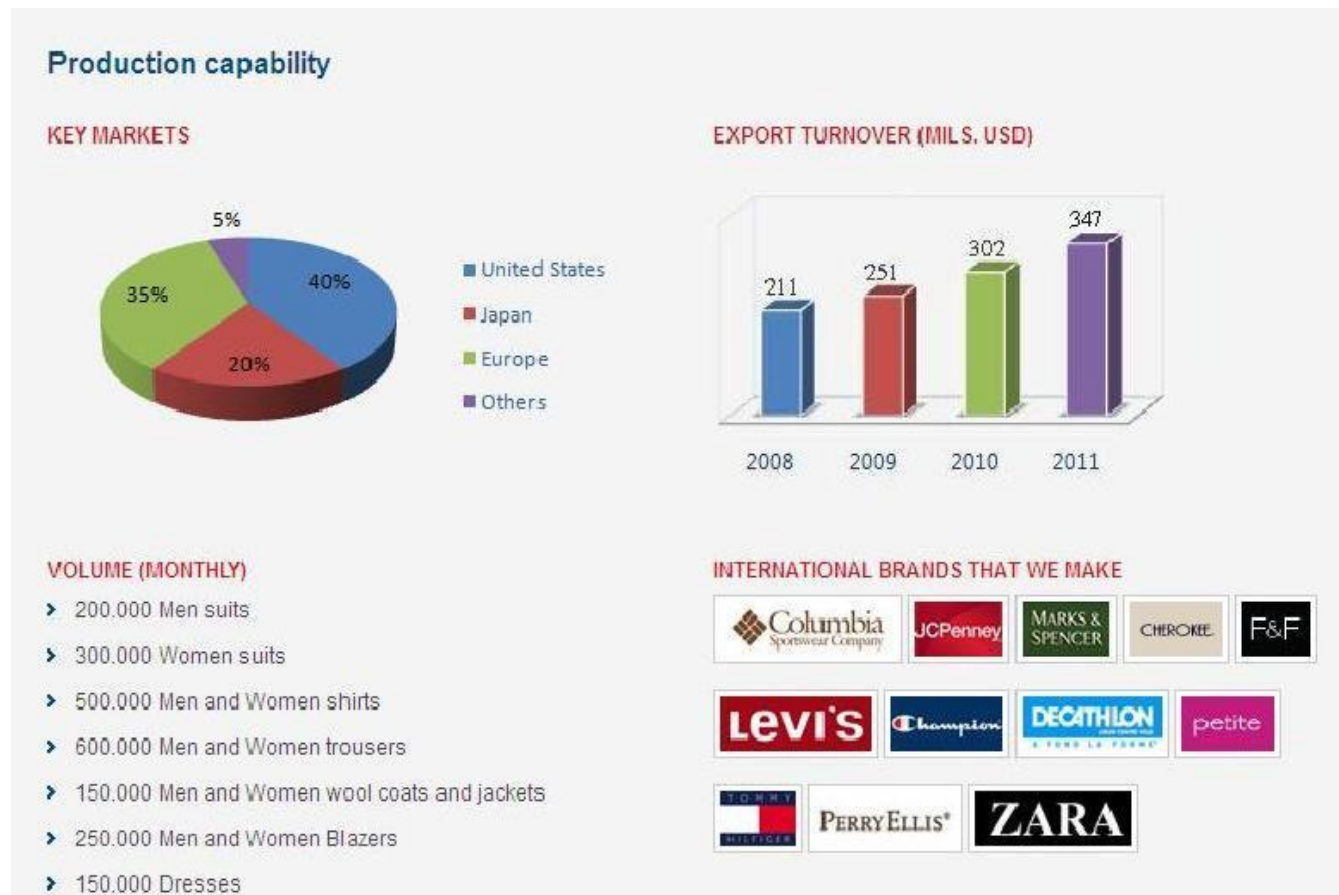 Production capability
KEY MARKETS
5%
40%
35%
20%
United States
Japan
Europe
Others
EXPORT TURNOVER (MILS. USD)
347
302
251
211
2008 2009 2010 2011
VOLUME (MONTHLY)
200.000 Men suits
300.000 Women suits
500.000 Men and Women shirts
600.000 Men and Women trousers
150.000 Men and Women wool coats and jackets
250.000 Men and Women Blazers
150.000 Dresses
INTERNATIONAL BRANDS THAT WE MAKE
Columbia
Sportswear Company
JCPenney
MARKS &
SPENCER
CHEROKEE
F&F
LEVI'S
Champion
DECATHLON
A FOND LA FORME
petite
TOMMY
HILFIGER
PERRY ELLIS®
ZARA